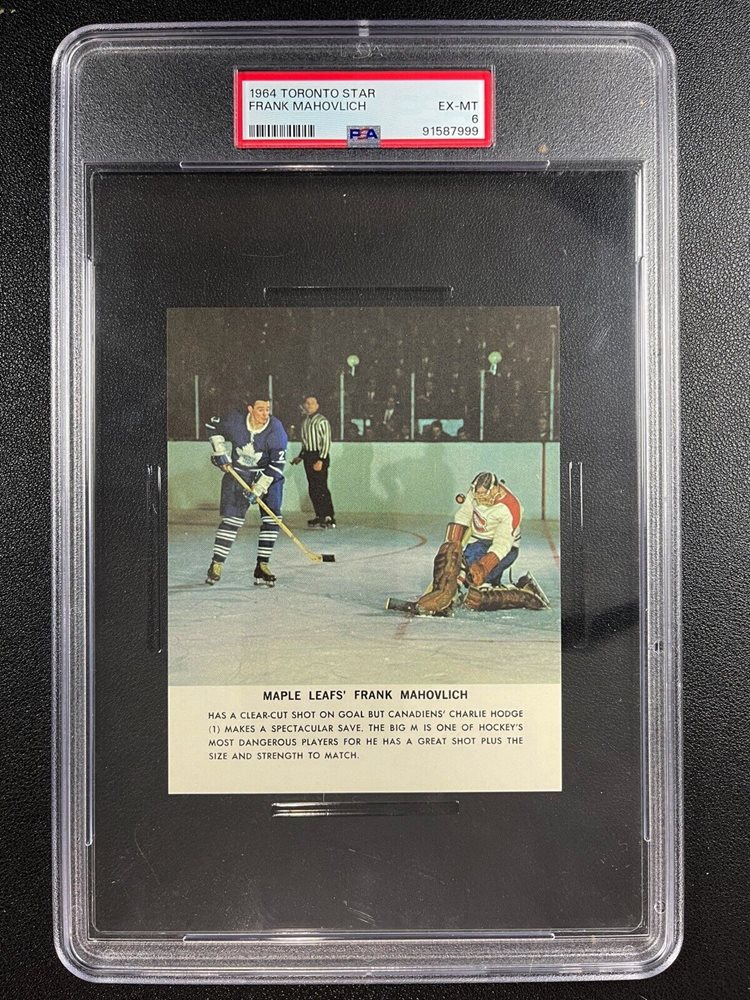 1964 TORONTO STAR
FRANK MAHOVLICH EX-MT
6
PSA 91587999
2
MAPLE LEAFS' FRANK MAHOVLICH
HAS A CLEAR-CUT SHOT ON GOAL BUT CANADIENS' CHARLIE HODGE
(1) MAKES A SPECTACULAR SAVE. THE BIG M IS ONE OF HOCKEY'S
MOST DANGEROUS PLAYERS FOR HE HAS A GREAT SHOT PLUS THE
SIZE AND STRENGTH TO MATCH.